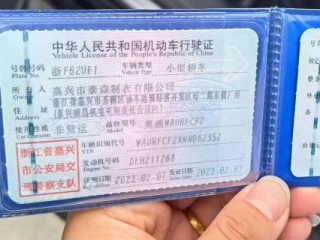 中华人民共和国机动车行驶证
Vehicle License of the People's Republic of China
号牌号码 浙F62UE1 车辆类型 小型轿车
Plate No. Vehicle Type
所有人 嘉兴市泰森制衣有限公司
Owner
住址
Address
使用性质 非营运 品牌型号 奥迪WAURFCF2
Use Character Model
浙江省嘉兴
市公安局交
通警察支队
车辆识别代号
VIN
发动机号码 DLH211268
Engine No.
注册日期 2023-02-07 发证日期 2023-02-07